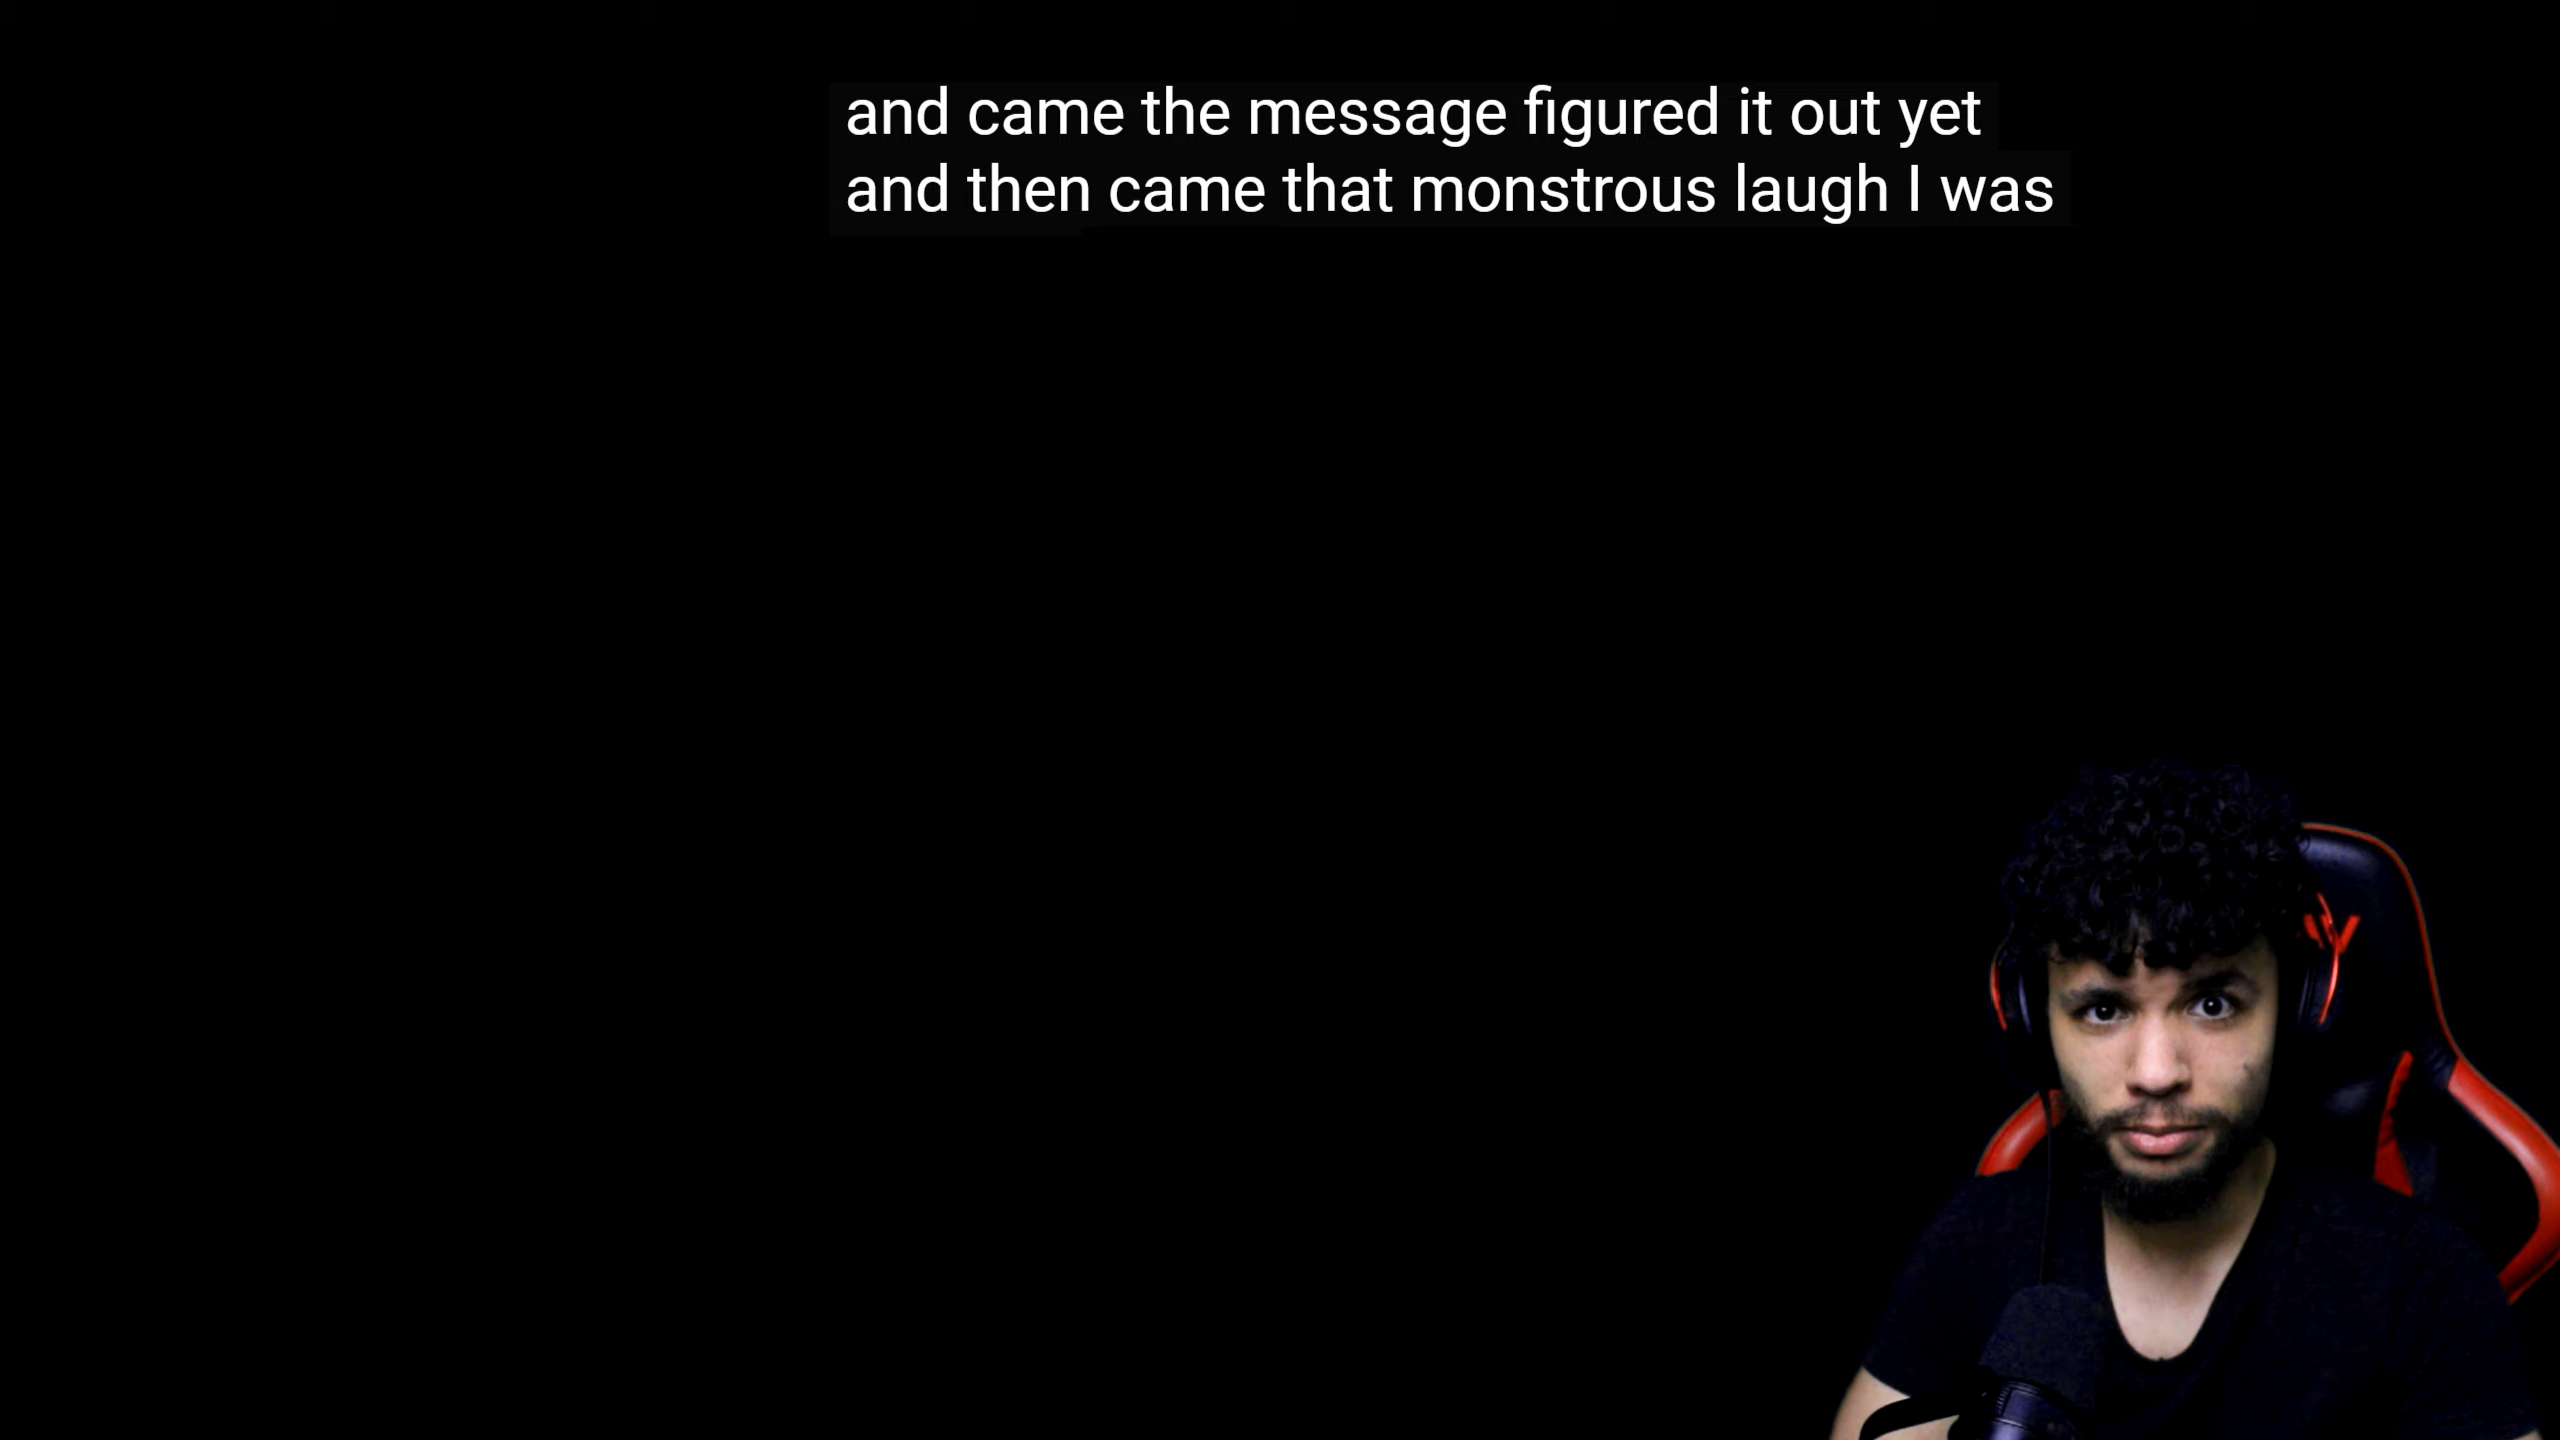 and came the message figured it out yet
and then came that monstrous laugh I was